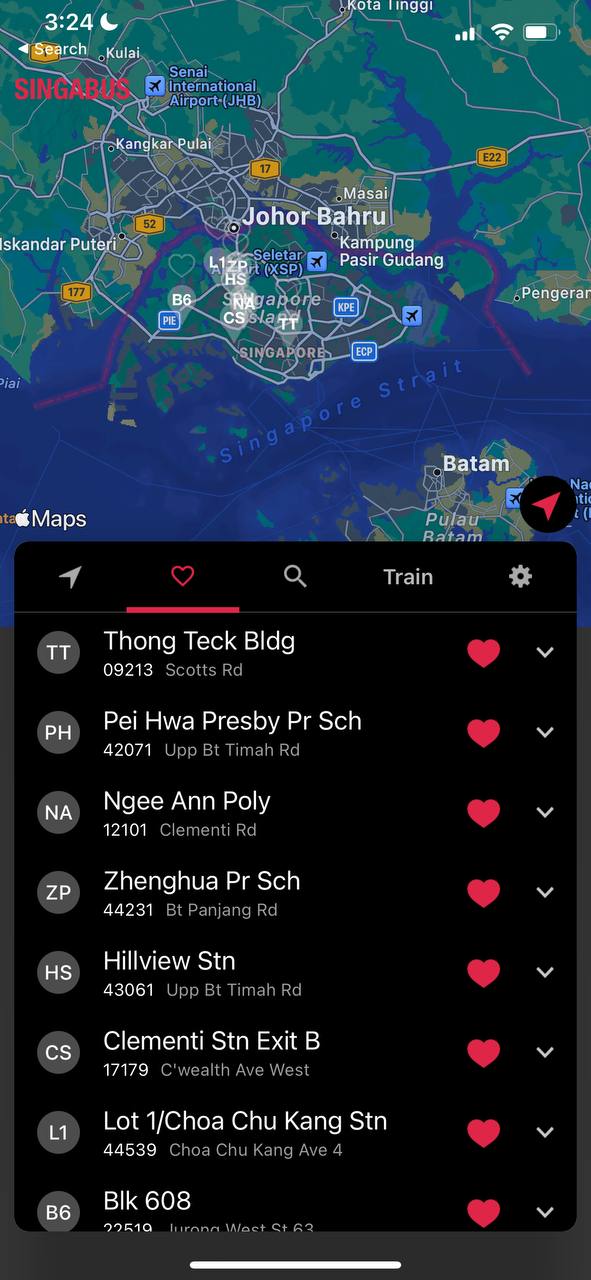 3:24
Kota Tinggi
Search
Kulai
SINGABUS
Senai
International
Airport (JHB)
Kangkar Pulai
17
E22
Masai
52
Johor Bahru
Iskandar Puteri
Kampung
Pasir Gudang
Seletar
rt (XSP)
L1
ZP
HS
177
Pengeran
B6
NA
Singapore
Island
CS
TT
PIE
KPE
SINGAPORE
ECP
Piai
Singapore Strait
Batam
Maps
Pulau
Batam
Train
TT
Thong Teck Bldg
09213 Scotts Rd
PH
Pei Hwa Presby Pr Sch
42071 Upp Bt Timah Rd
NA
Ngee Ann Poly
12101 Clementi Rd
ZP
Zhenghua Pr Sch
44231 Bt Panjang Rd
HS
Hillview Stn
43061 Upp Bt Timah Rd
CS
Clementi Stn Exit B
17179 C'wealth Ave West
L1
Lot 1/Choa Chu Kang Stn
44539 Choa Chu Kang Ave 4
B6
Blk 608
22519 Jurong West St 63